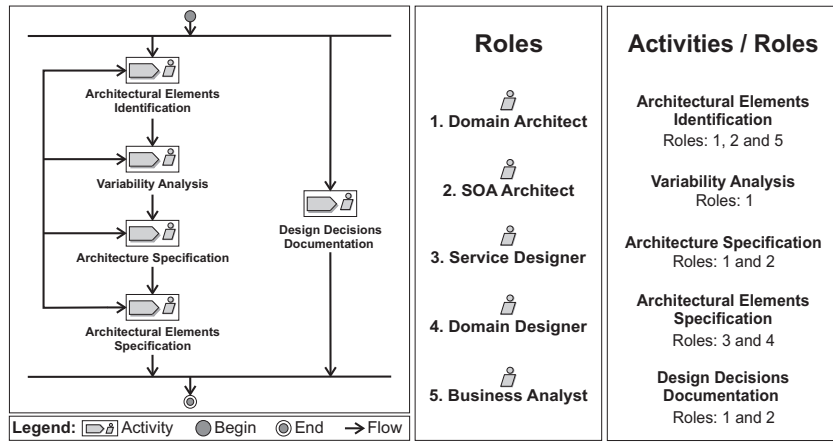 Architectural Elements
Identification
Variability Analysis
Architecture Specification
Architectural Elements
Specification
Design Decisions
Documentation
Legend: Activity Begin End Flow
Roles
1. Domain Architect
2. SOA Architect
3. Service Designer
4. Domain Designer
5. Business Analyst
Activities / Roles
Architectural Elements
Identification
Roles: 1, 2 and 5
Variability Analysis
Roles: 1
Architecture Specification
Roles: 1 and 2
Architectural Elements
Specification
Roles: 3 and 4
Design Decisions
Documentation
Roles: 1 and 2